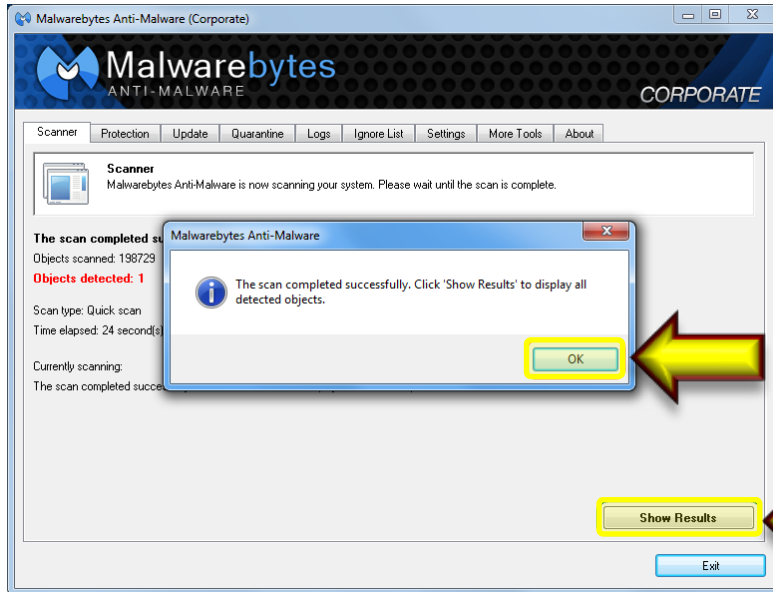 Malwarebytes Anti-Malware (Corporate)
Malwarebytes
ANTI-MALWARE
CORPORATE
Scanner Protection Update Quarantine Logs Ignore List Settings More Tools About
Scanner
Malwarebytes Anti-Malware is now scanning your system. Please wait until the scan is complete.
The scan completed
Objects scanned: 198729
Objects detected: 1
Scan type: Quick scan
Time elapsed: 24 second(s)
Currently scanning:
The scan completed
Malwarebytes Anti-Malware
The scan completed successfully. Click 'Show Results' to display all
detected objects.
OK
Show Results
Exit